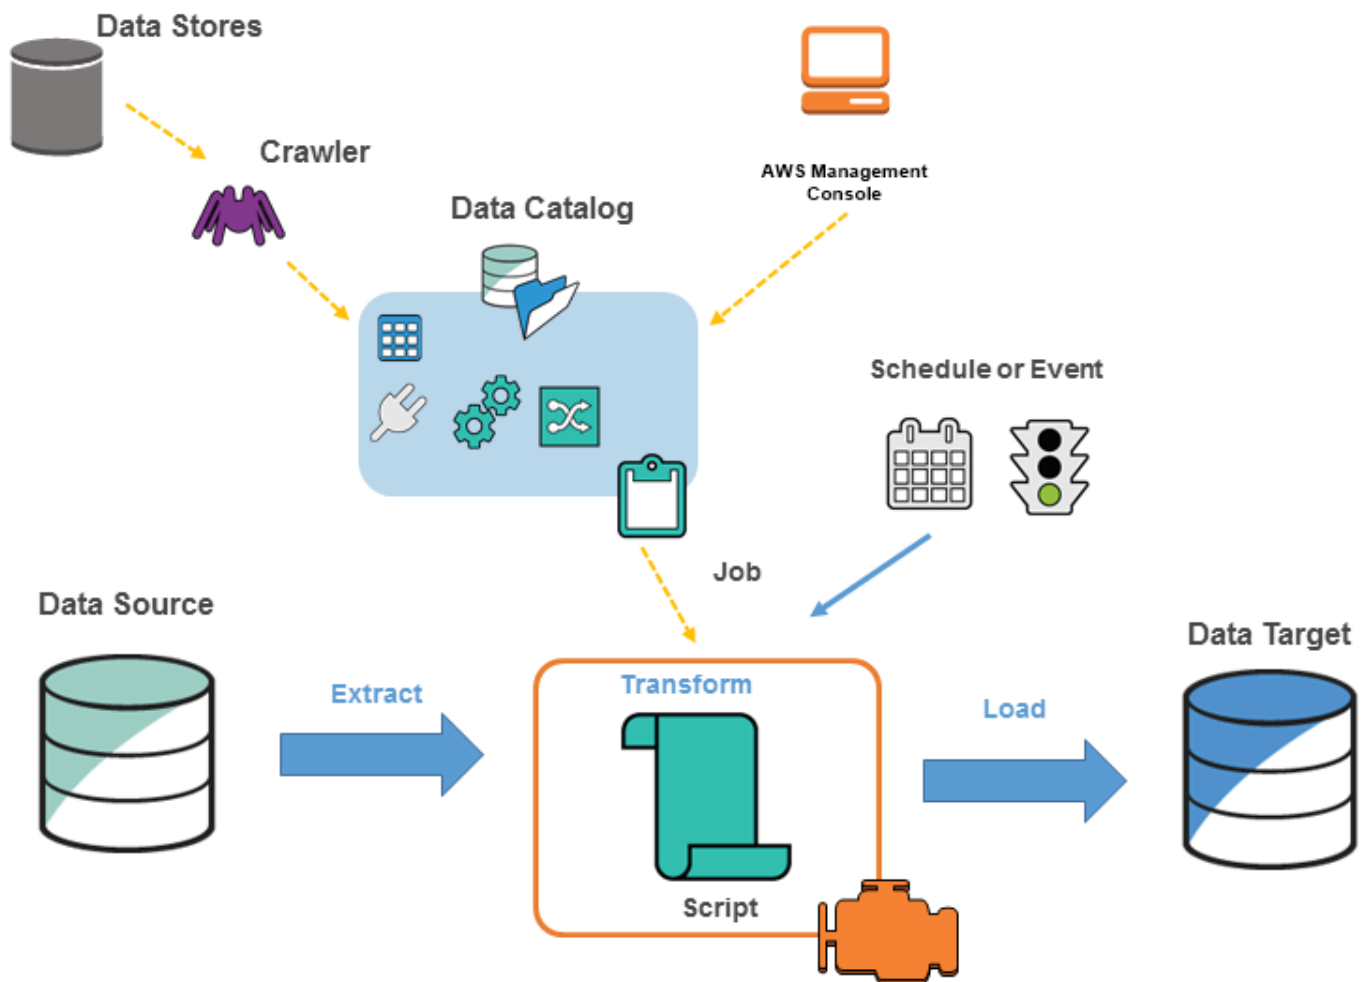 Data Stores
Crawler
AWS Management
Console
Data Catalog
Schedule or Event
Job
Data Source
Data Target
Extract
Transform
Load
Script